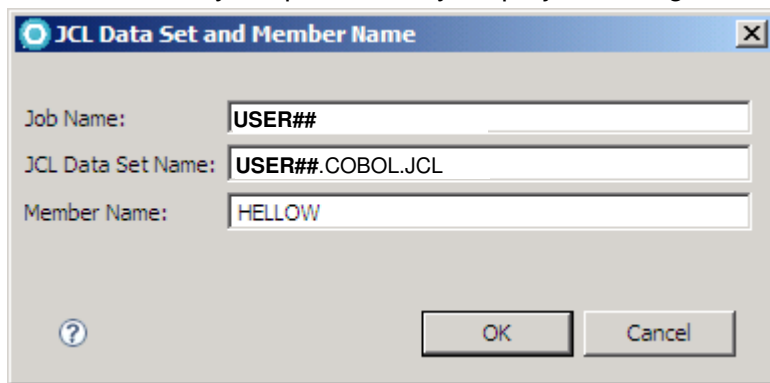 JCL Data Set and Member Name
Job Name: USER##
JCL Data Set Name: USER##.COBOL.JCL
Member Name: HELLOW
? OK Cancel